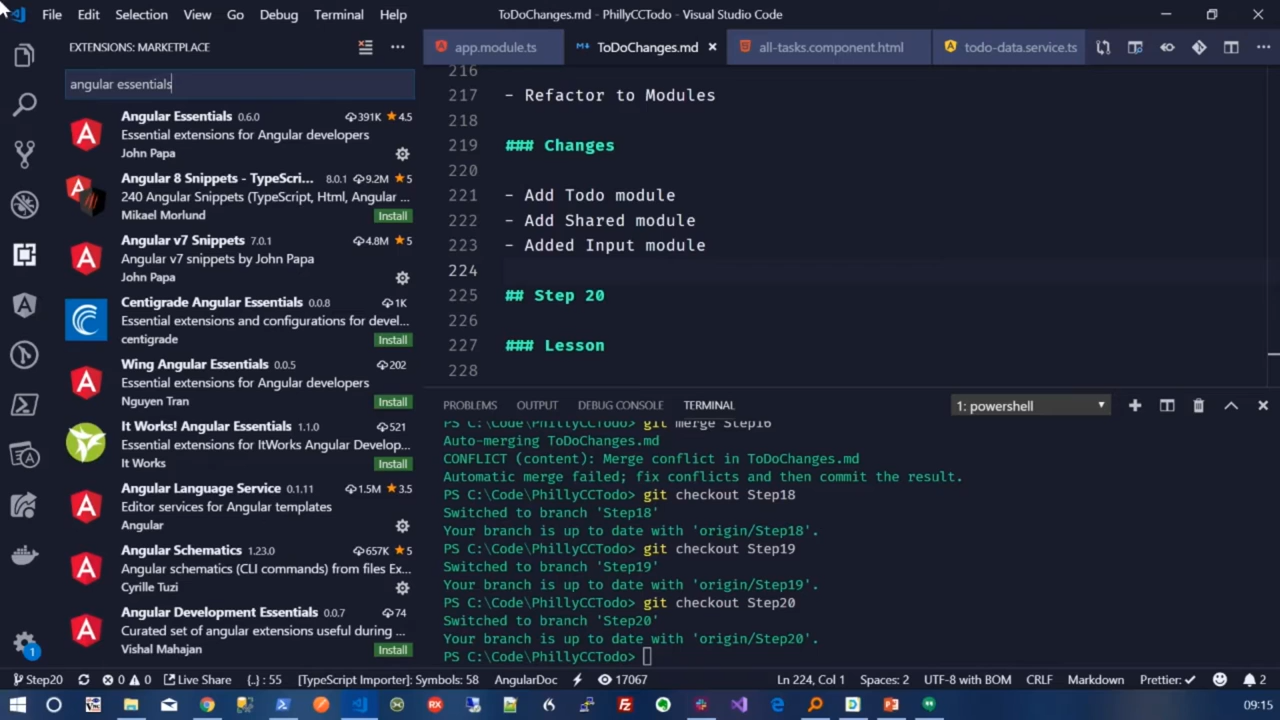 File Edit Selection View Go Debug Terminal Help ToDoChanges.md - PhillyCCTodo - Visual Studio Code
EXTENSIONS: MARKETPLACE
angular essentials
Angular Essentials 0.6.0 391K 4.5
Essential extensions for Angular developers
John Papa
Angular 8 Snippets - TypeScri... 8.0.1 9.2M 5
240 Angular Snippets (TypeScript, Html, Angular ...
Mikael Morlund Install
Angular v7 Snippets 7.0.1 4.8M 5
Angular v7 snippets by John Papa
John Papa
Centigrade Angular Essentials 0.0.8 1K
Essential extensions and configurations for devel...
centigrade Install
Wing Angular Essentials 0.0.5 202
Essential extensions for Angular developers
Nguyen Tran Install
It Works! Angular Essentials 1.1.0 521
Essential extensions for ItWorks Angular Develop...
It Works Install
Angular Language Service 0.1.11 1.5M 3.5
Editor services for Angular templates
Angular
Angular Schematics 1.23.0 657K 5
Angular schematics (CLI commands) from files Ex...
Cyrille Tuzi
Angular Development Essentials 0.0.7 74
Curated set of angular extensions useful during ...
Vishal Mahajan Install
1
app.module.ts ToDoChanges.md all-tasks.component.html todo-data.service.ts
216
217 - Refactor to Modules
218
219 ### Changes
220
221 - Add Todo module
222 - Add Shared module
223 - Added Input module
224
225 ## Step 20
226
227 ### Lesson
228
PROBLEMS OUTPUT DEBUG CONSOLE TERMINAL 1: powershell
PS C:\Code\PhillyCCTodo> git merge Step16
Auto-merging ToDoChanges.md
CONFLICT (content): Merge conflict in ToDoChanges.md
Automatic merge failed; fix conflicts and then commit the result.
PS C:\Code\PhillyCCTodo> git checkout Step18
Switched to branch 'Step18'
Your branch is up to date with 'origin/Step18'.
PS C:\Code\PhillyCCTodo> git checkout Step19
Switched to branch 'Step19'
Your branch is up to date with 'origin/Step19'.
PS C:\Code\PhillyCCTodo> git checkout Step20
Switched to branch 'Step20'
Your branch is up to date with 'origin/Step20'.
PS C:\Code\PhillyCCTodo>
Step20 0 0 Live Share {..} : 55 [TypeScript Importer]: Symbols: 58 AngularDoc 17067 Ln 224, Col 1 Spaces: 2 UTF-8 with BOM CRLF Markdown Prettier: ✓ 2
09:15